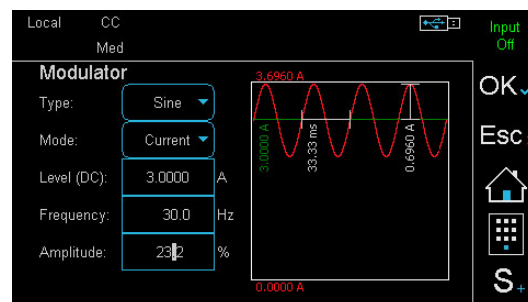 Local CC
Med
Input
Off
Modulator
Type: Sine
Mode: Current
Level (DC): 3.0000 A
Frequency: 30.0 Hz
Amplitude: 23.2 %
3.6960 A
3.0000 A
33.33 ms
0.6960 A
0.0000 A
OK
Esc
S+